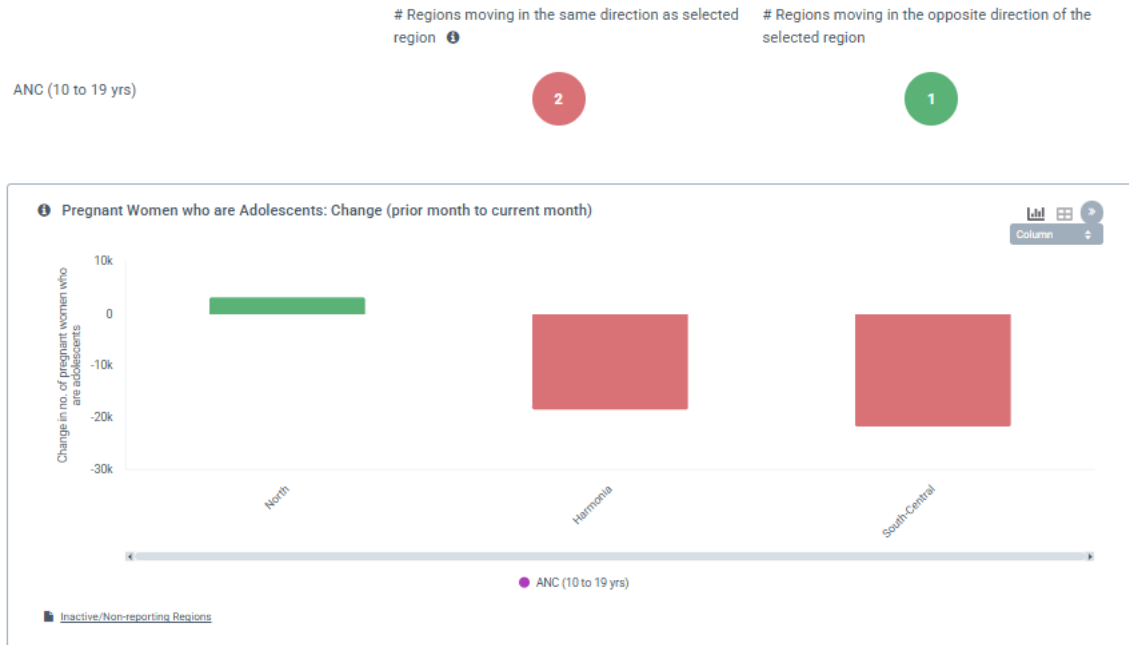 # Regions moving in the same direction as selected
region
# Regions moving in the opposite direction of the
selected region
ANC (10 to 19 yrs)
2
1
Pregnant Women who are Adolescents: Change (prior month to current month)
Column
Change in no. of pregnant women who
are adolescents
10k
0
-10k
-20k
-30k
North
Harmonia
South-Central
ANC (10 to 19 yrs)
Inactive/Non-reporting Regions